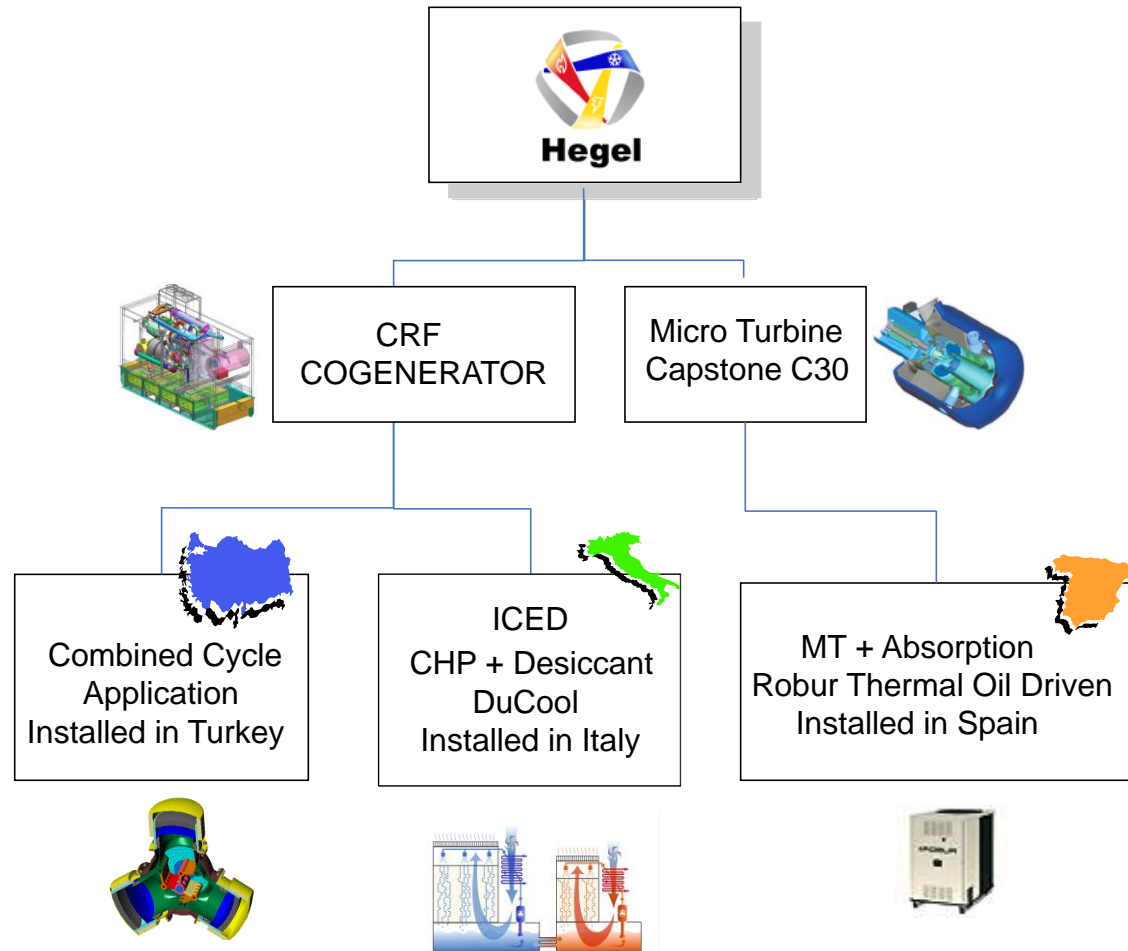 Hegel
CRF
COGENERATOR
Micro Turbine
Capstone C30
Combined Cycle
Application
Installed in Turkey
ICED
CHP + Desiccant
DuCool
Installed in Italy
MT + Absorption
Robur Thermal Oil Driven
Installed in Spain